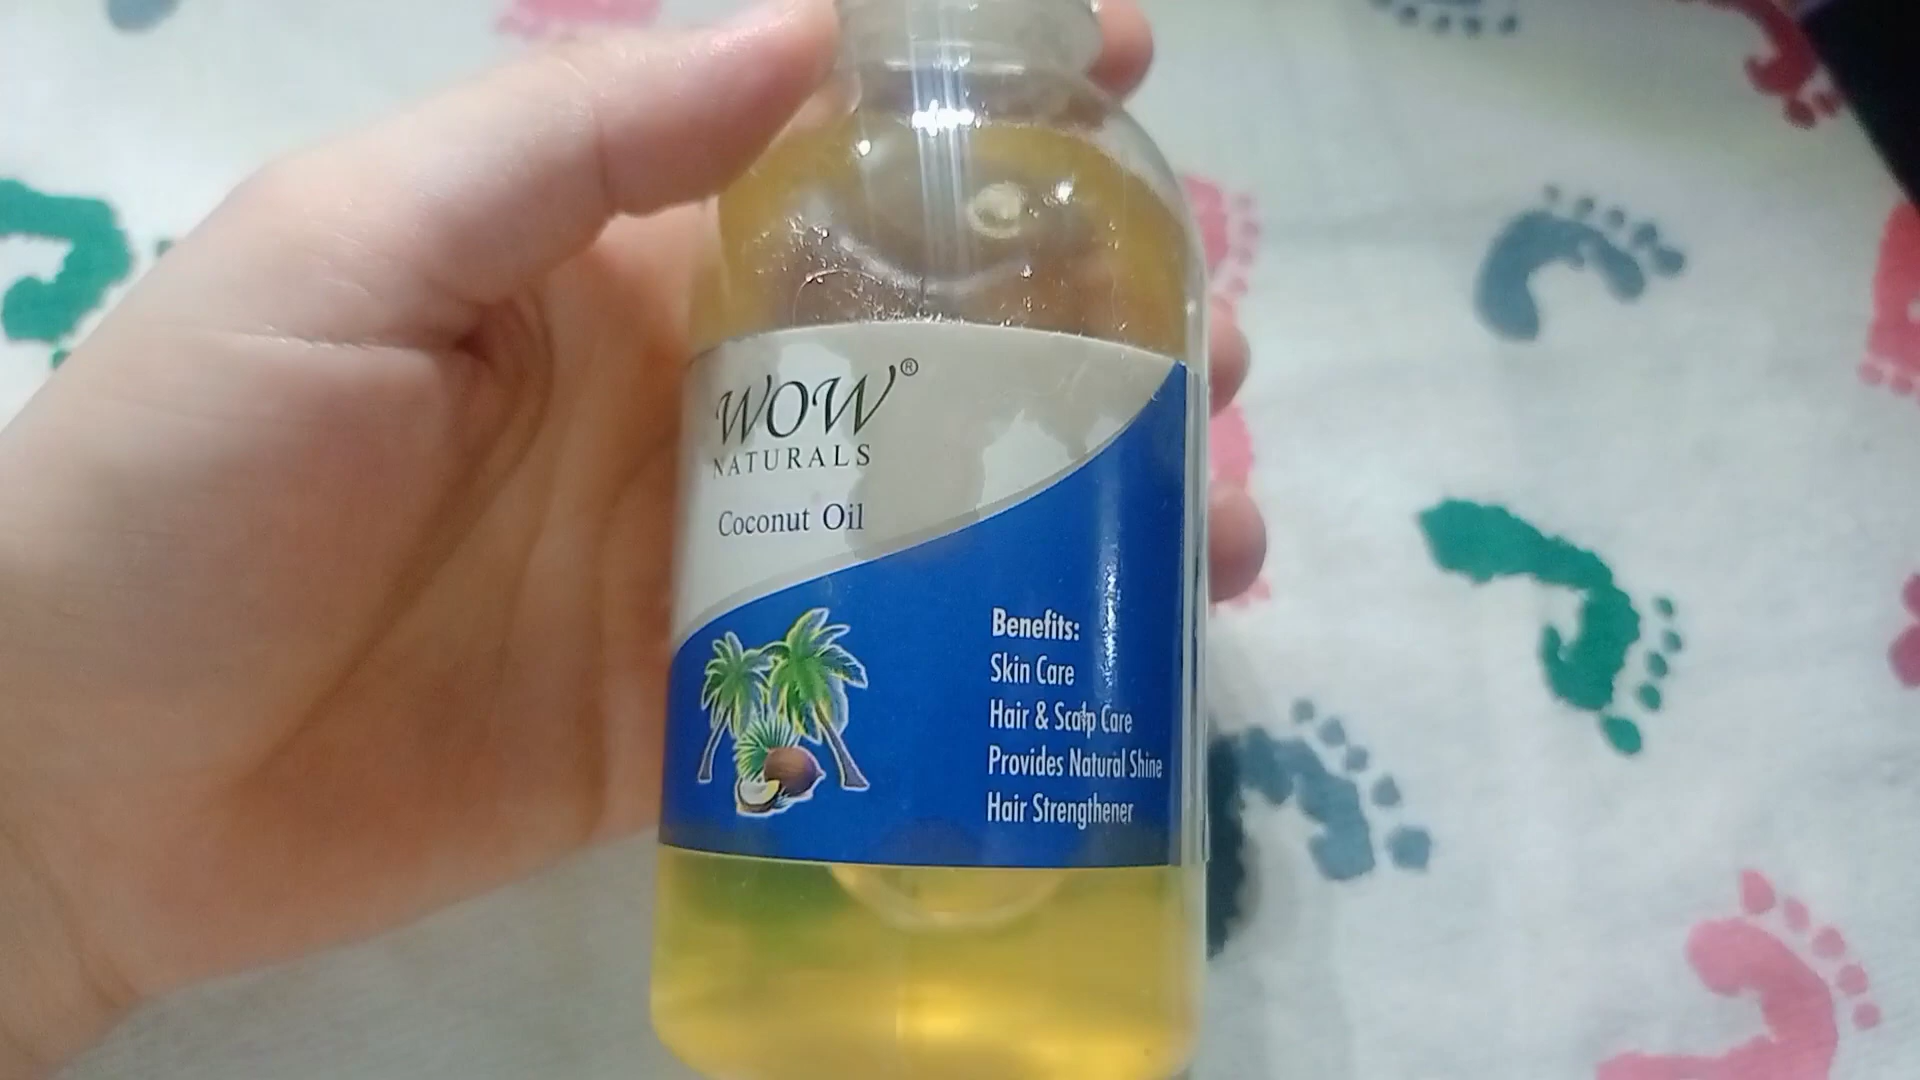 WOW®
NATURALS
Coconut Oil
Benefits:
Skin Care
Hair & Scalp Care
Provides Natural Shine
Hair Strengthener